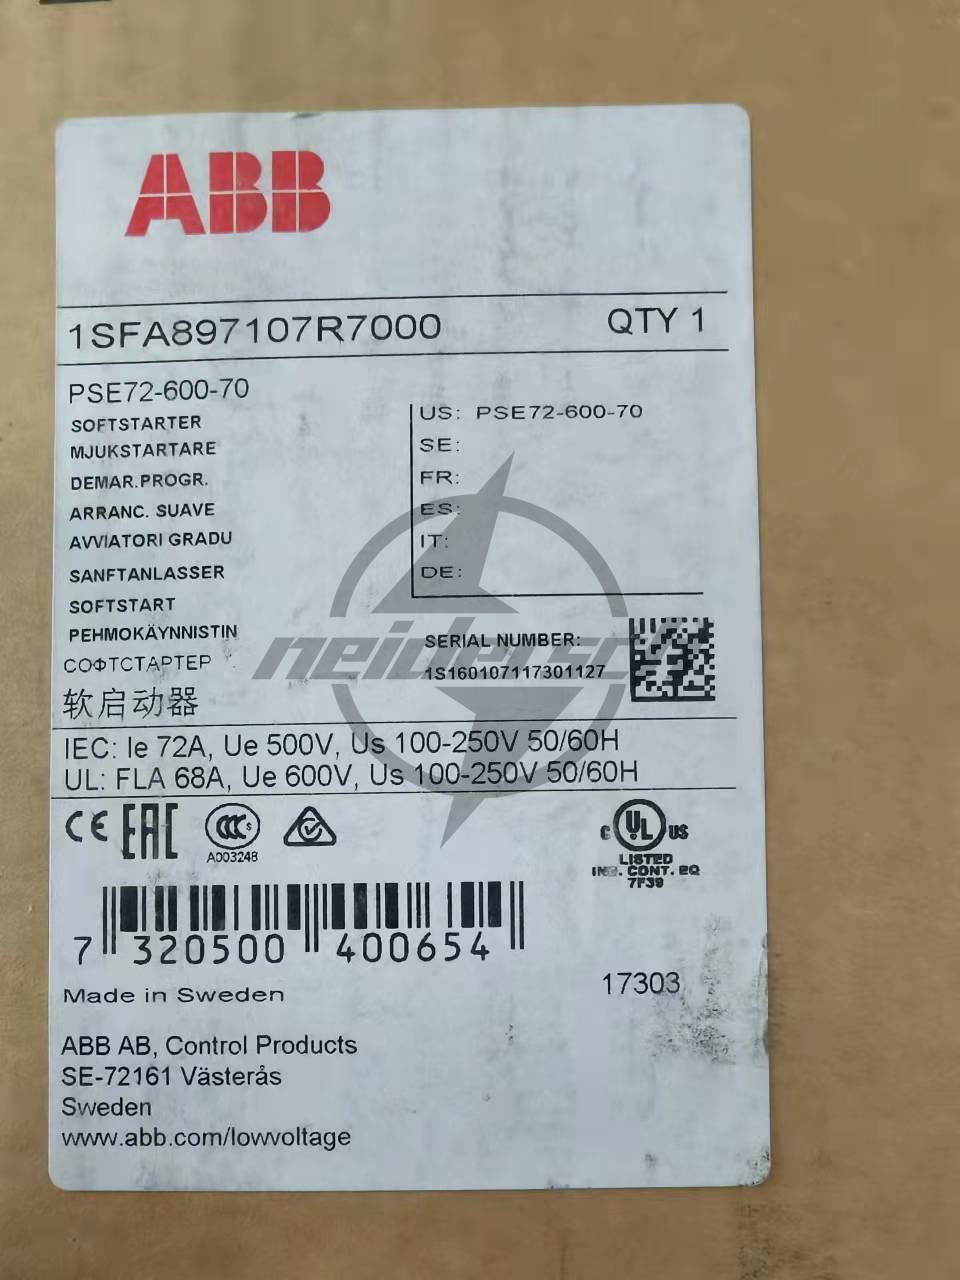 ABB
1SFA897107R7000 QTY 1
PSE72-600-70
SOFTSTARTER
MJUKSTARTARE
DEMAR.PROGR.
ARRANC. SUAVE
AVVIATORI GRADU
SANFTANLASSER
SOFTSTART
PEHMOKÄYNNISTIN
СОФТСТАРТЕР
软启动器
US: PSE72-600-70
SE:
FR:
ES:
IT:
DE:
SERIAL NUMBER:
1S160107117301127
IEC: Ie 72A, Ue 500V, Us 100-250V 50/60H
UL: FLA 68A, Ue 600V, Us 100-250V 50/60H
CE EAC CCC S
A003248
C UL US
LISTED
IND. CONT. EQ
7F39
7 320500 400654
Made in Sweden
17303
ABB AB, Control Products
SE-72161 Västerås
Sweden
www.abb.com/lowvoltage